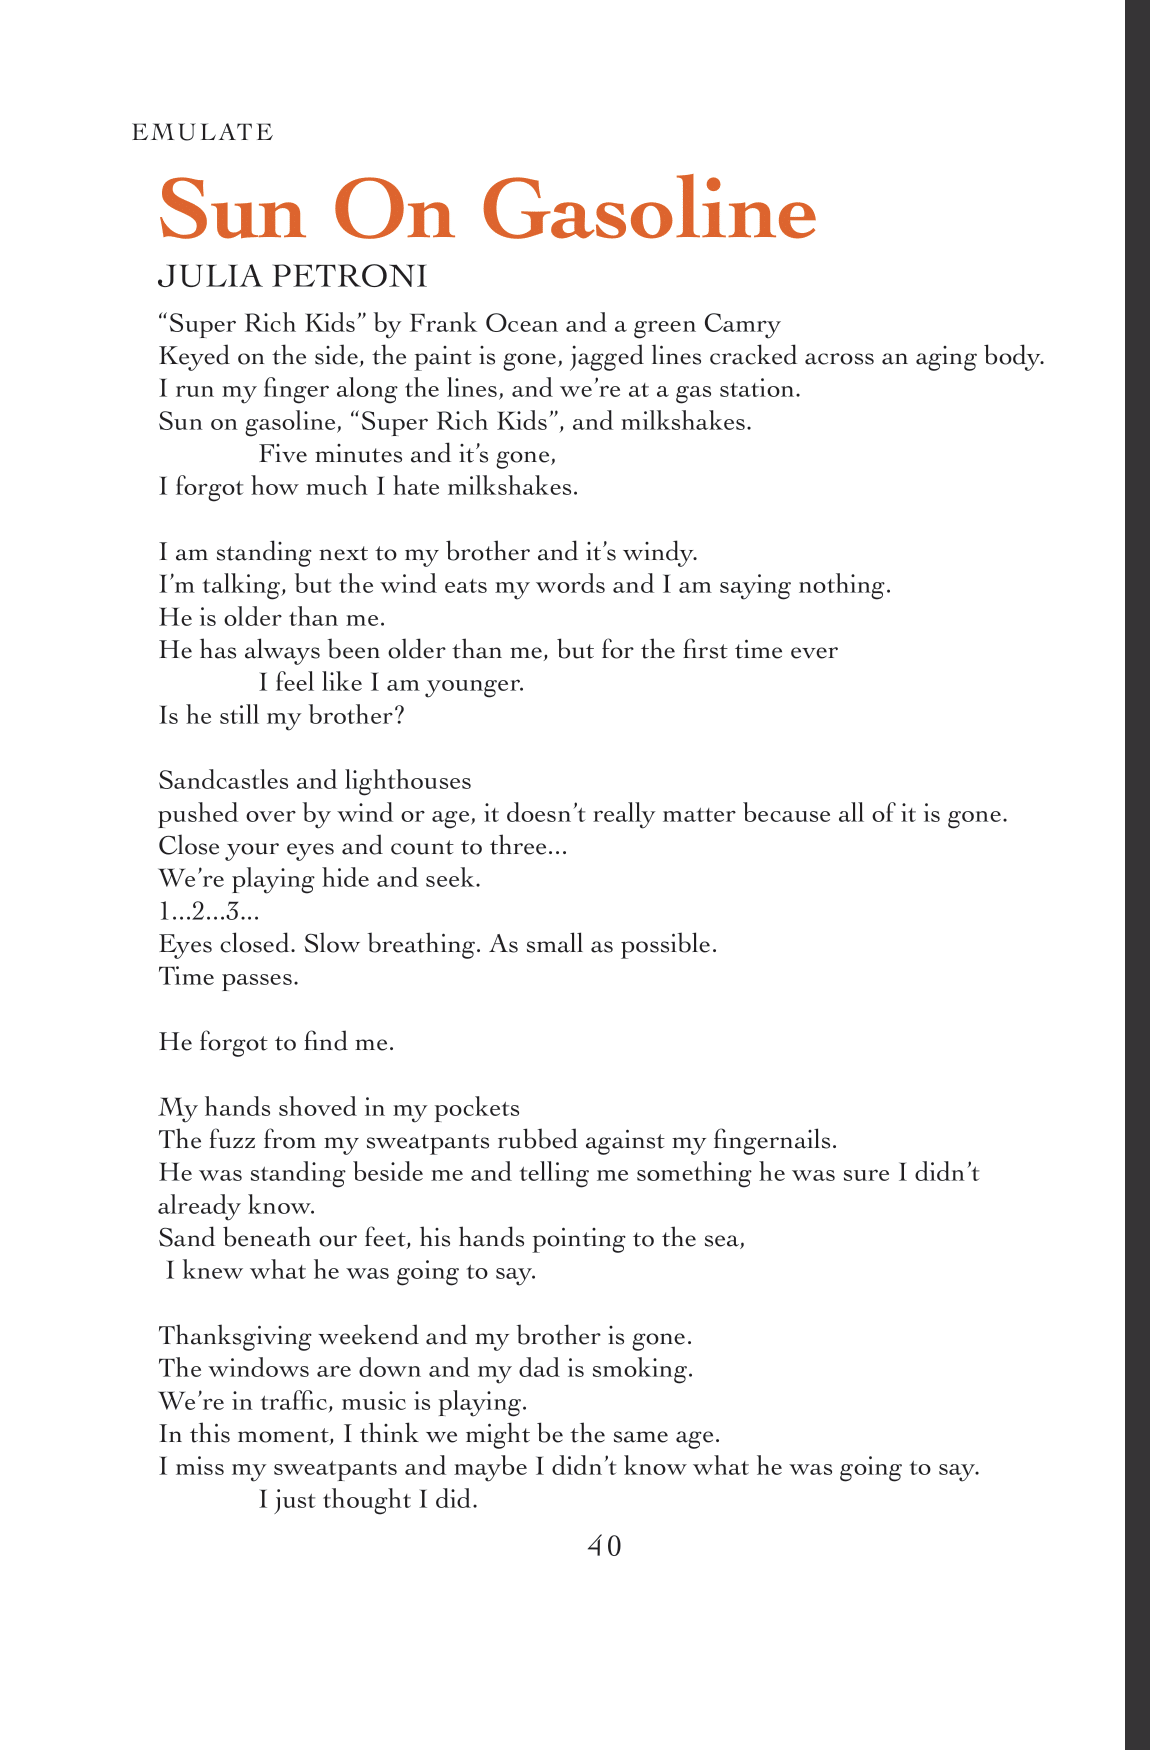 EMULATE
Sun On Gasoline
JULIA PETRONI
“Super Rich Kids” by Frank Ocean and a green Camry
Keyed on the side, the paint is gone, jagged lines cracked across an aging body.
I run my finger along the lines, and we’re at a gas station.
Sun on gasoline, “Super Rich Kids”, and milkshakes.
Five minutes and it’s gone,
I forgot how much I hate milkshakes.
I am standing next to my brother and it’s windy.
I’m talking, but the wind eats my words and I am saying nothing.
He is older than me.
He has always been older than me, but for the first time ever
I feel like I am younger.
Is he still my brother?
Sandcastles and lighthouses
pushed over by wind or age, it doesn’t really matter because all of it is gone.
Close your eyes and count to three...
We’re playing hide and seek.
1...2...3...
Eyes closed. Slow breathing. As small as possible.
Time passes.
He forgot to find me.
My hands shoved in my pockets
The fuzz from my sweatpants rubbed against my fingernails.
He was standing beside me and telling me something he was sure I didn’t
already know.
Sand beneath our feet, his hands pointing to the sea,
I knew what he was going to say.
Thanksgiving weekend and my brother is gone.
The windows are down and my dad is smoking.
We’re in traffic, music is playing.
In this moment, I think we might be the same age.
I miss my sweatpants and maybe I didn’t know what he was going to say.
I just thought I did.
40